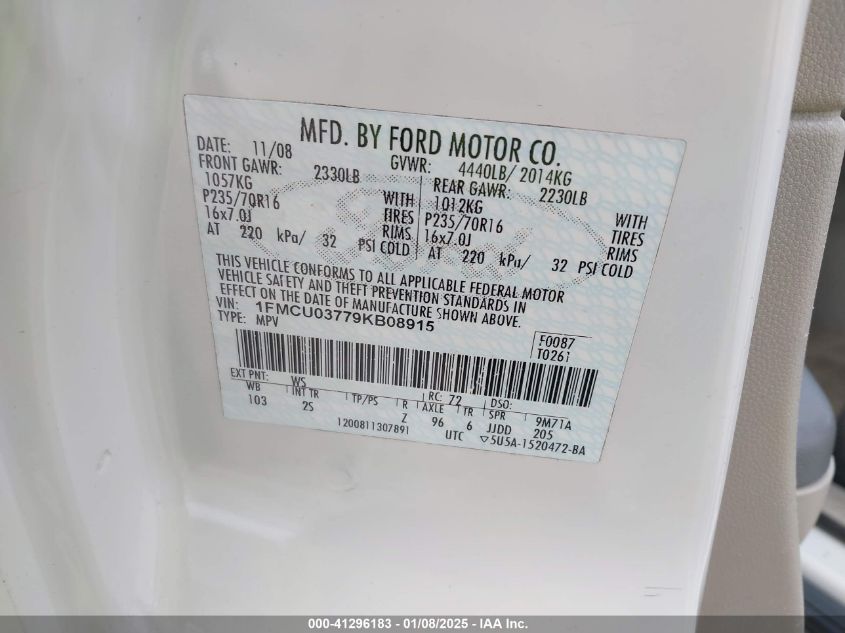 MFD. BY FORD MOTOR CO.
DATE: 11/08 GVWR: 4440LB/ 2014KG
FRONT GAWR: 2330LB REAR GAWR: 2230LB
1057KG WITH 1012KG WITH
P235/70R16 TIRES P235/70R16 TIRES
16x7.0J RIMS 16x7.0J RIMS
AT 220 kPa/ 32 PSI COLD AT 220 kPa/ 32 PSI COLD
THIS VEHICLE CONFORMS TO ALL APPLICABLE FEDERAL MOTOR
VEHICLE SAFETY AND THEFT PREVENTION STANDARDS IN
EFFECT ON THE DATE OF MANUFACTURE SHOWN ABOVE.
VIN: 1FMCU03779KB08915
TYPE: MPV
F0087
T0261
EXT PNT: WS RC: 72 DSO:
WB INT TR TP/PS R AXLE TR SPR 9M71A
103 2S Z 96 6 JJDD 205
1200811307891 UTC ▽5U5A-1520472-BA
000-41296183 - 01/08/2025 - IAA Inc.